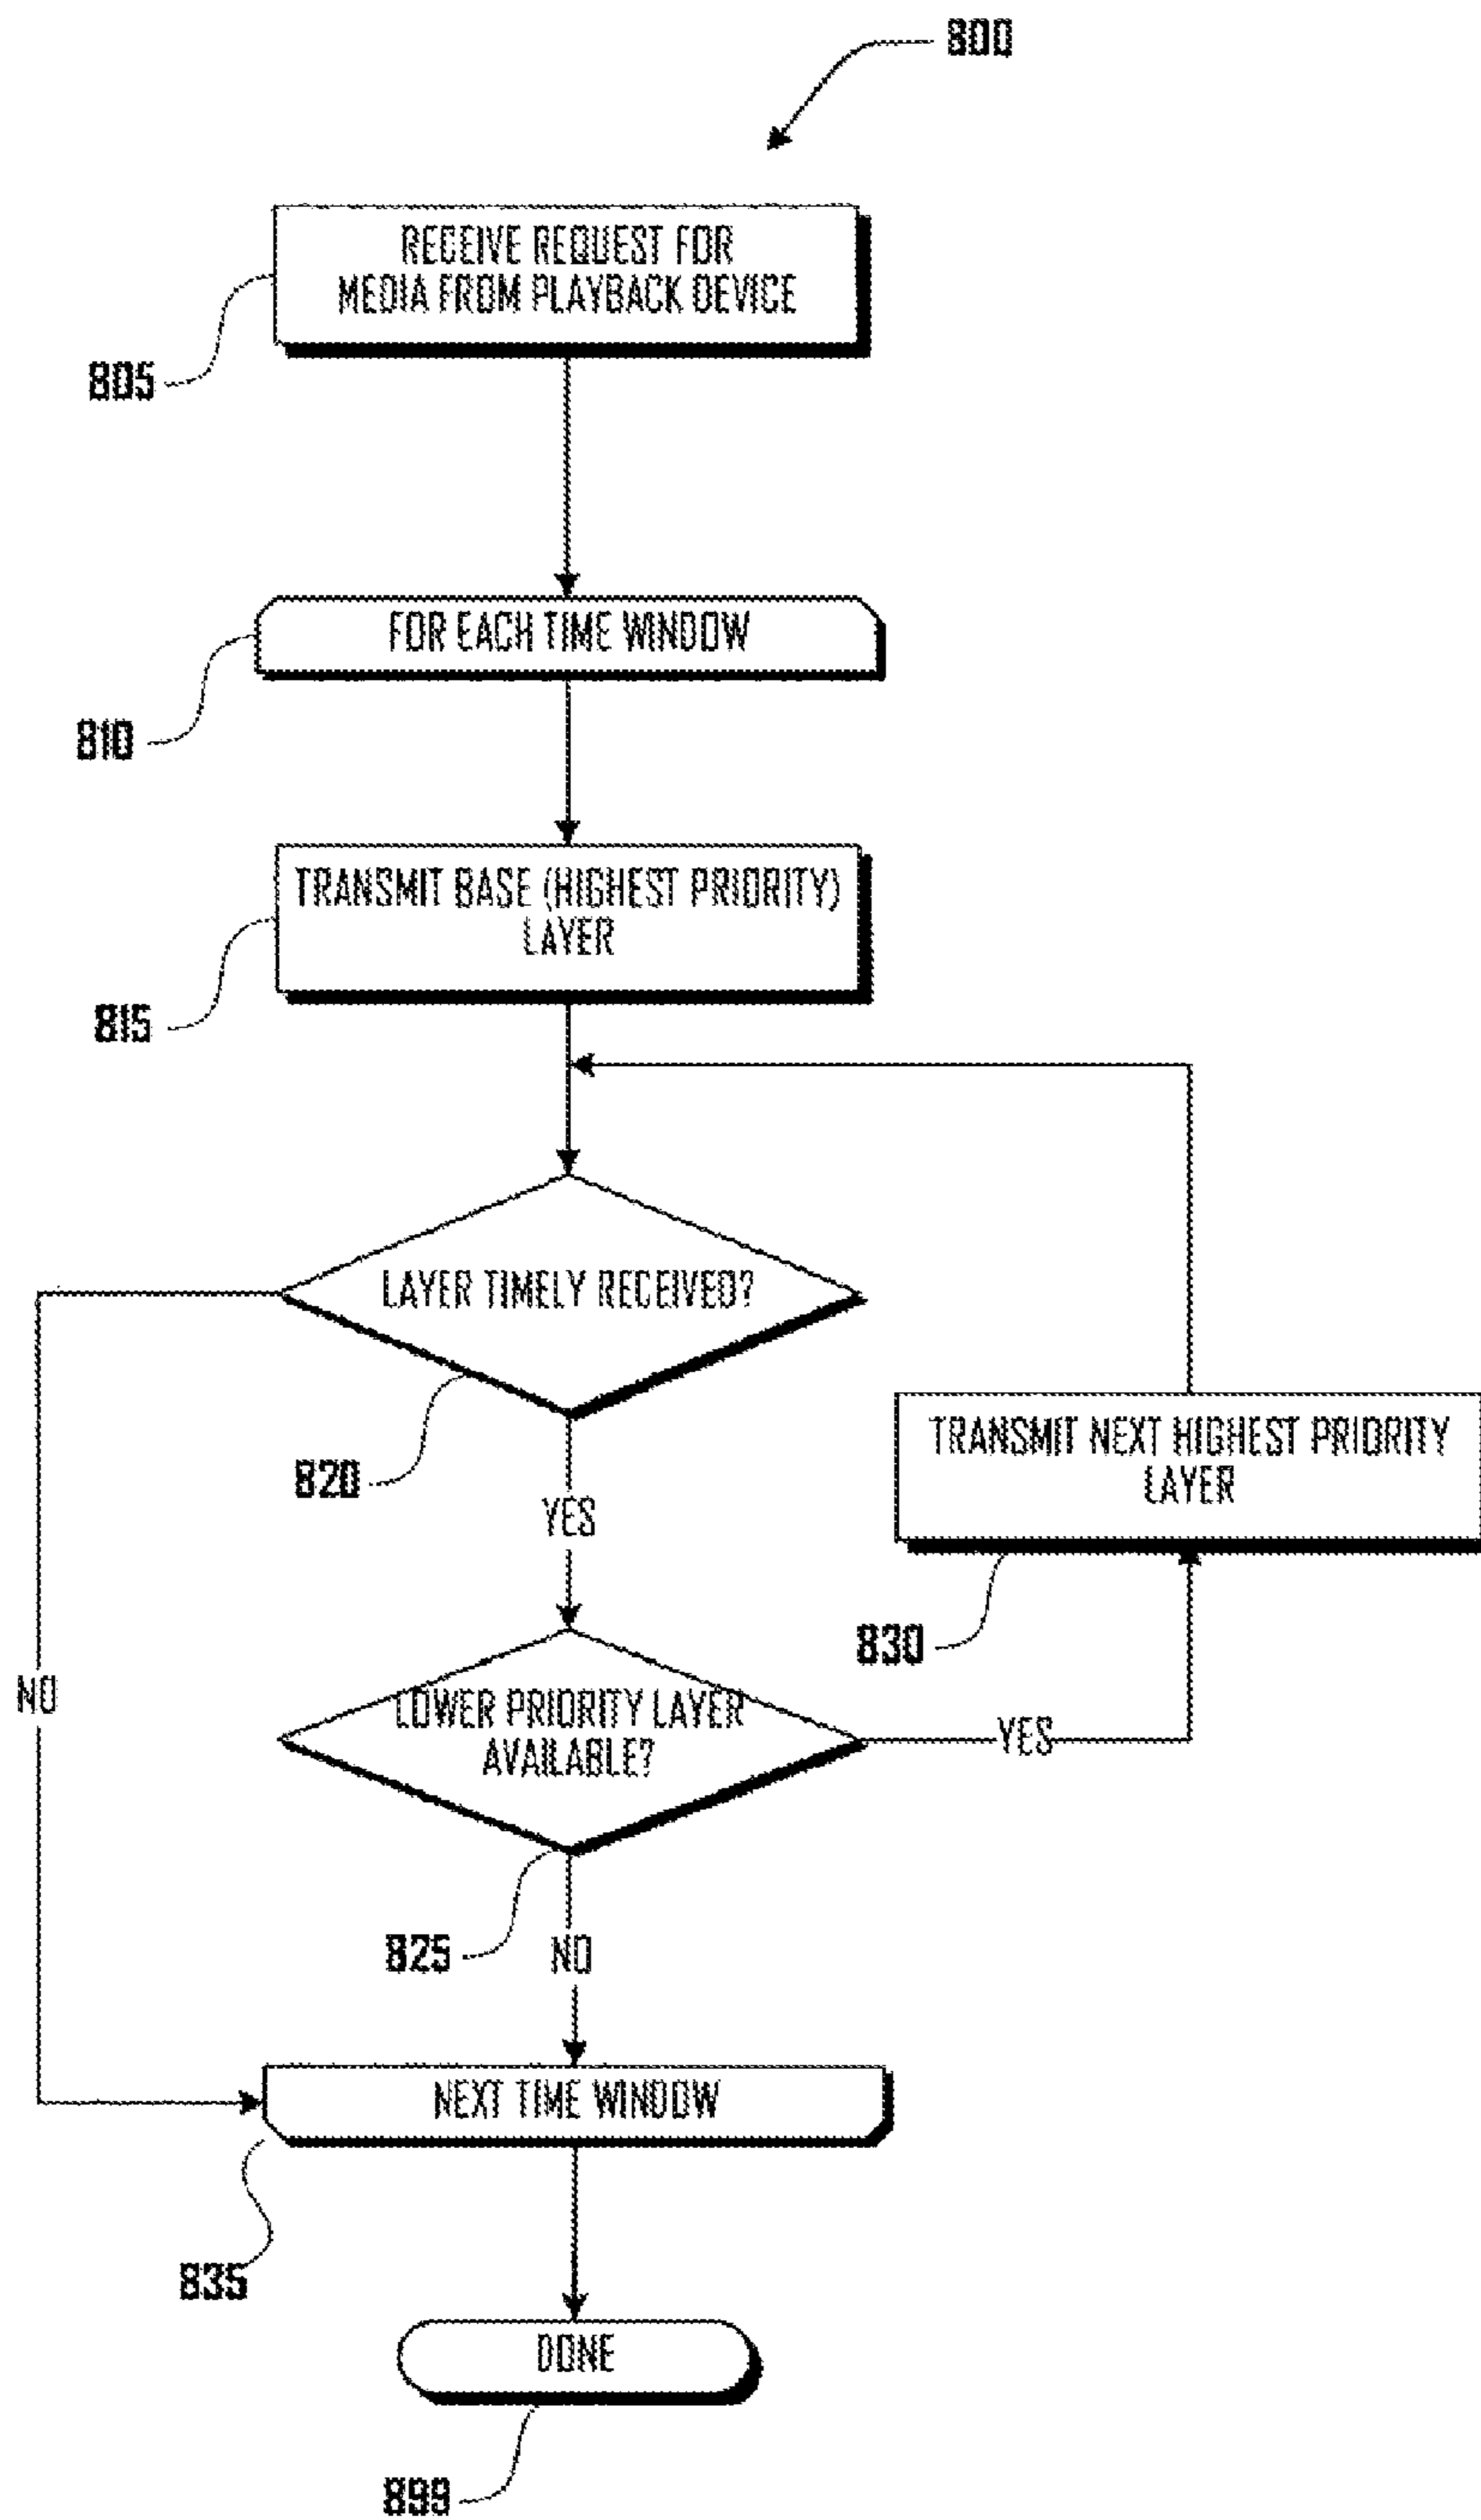 800
RECEIVE REQUEST FOR
MEDIA FROM PLAYBACK DEVICE
805
FOR EACH TIME WINDOW
810
TRANSMIT BASE (HIGHEST PRIORITY)
LAYER
815
LAYER TIMELY RECEIVED?
820
YES
TRANSMIT NEXT HIGHEST PRIORITY
LAYER
830
NO
LOWER PRIORITY LAYER
AVAILABLE?
YES
825
NO
NEXT TIME WINDOW
835
DONE
899